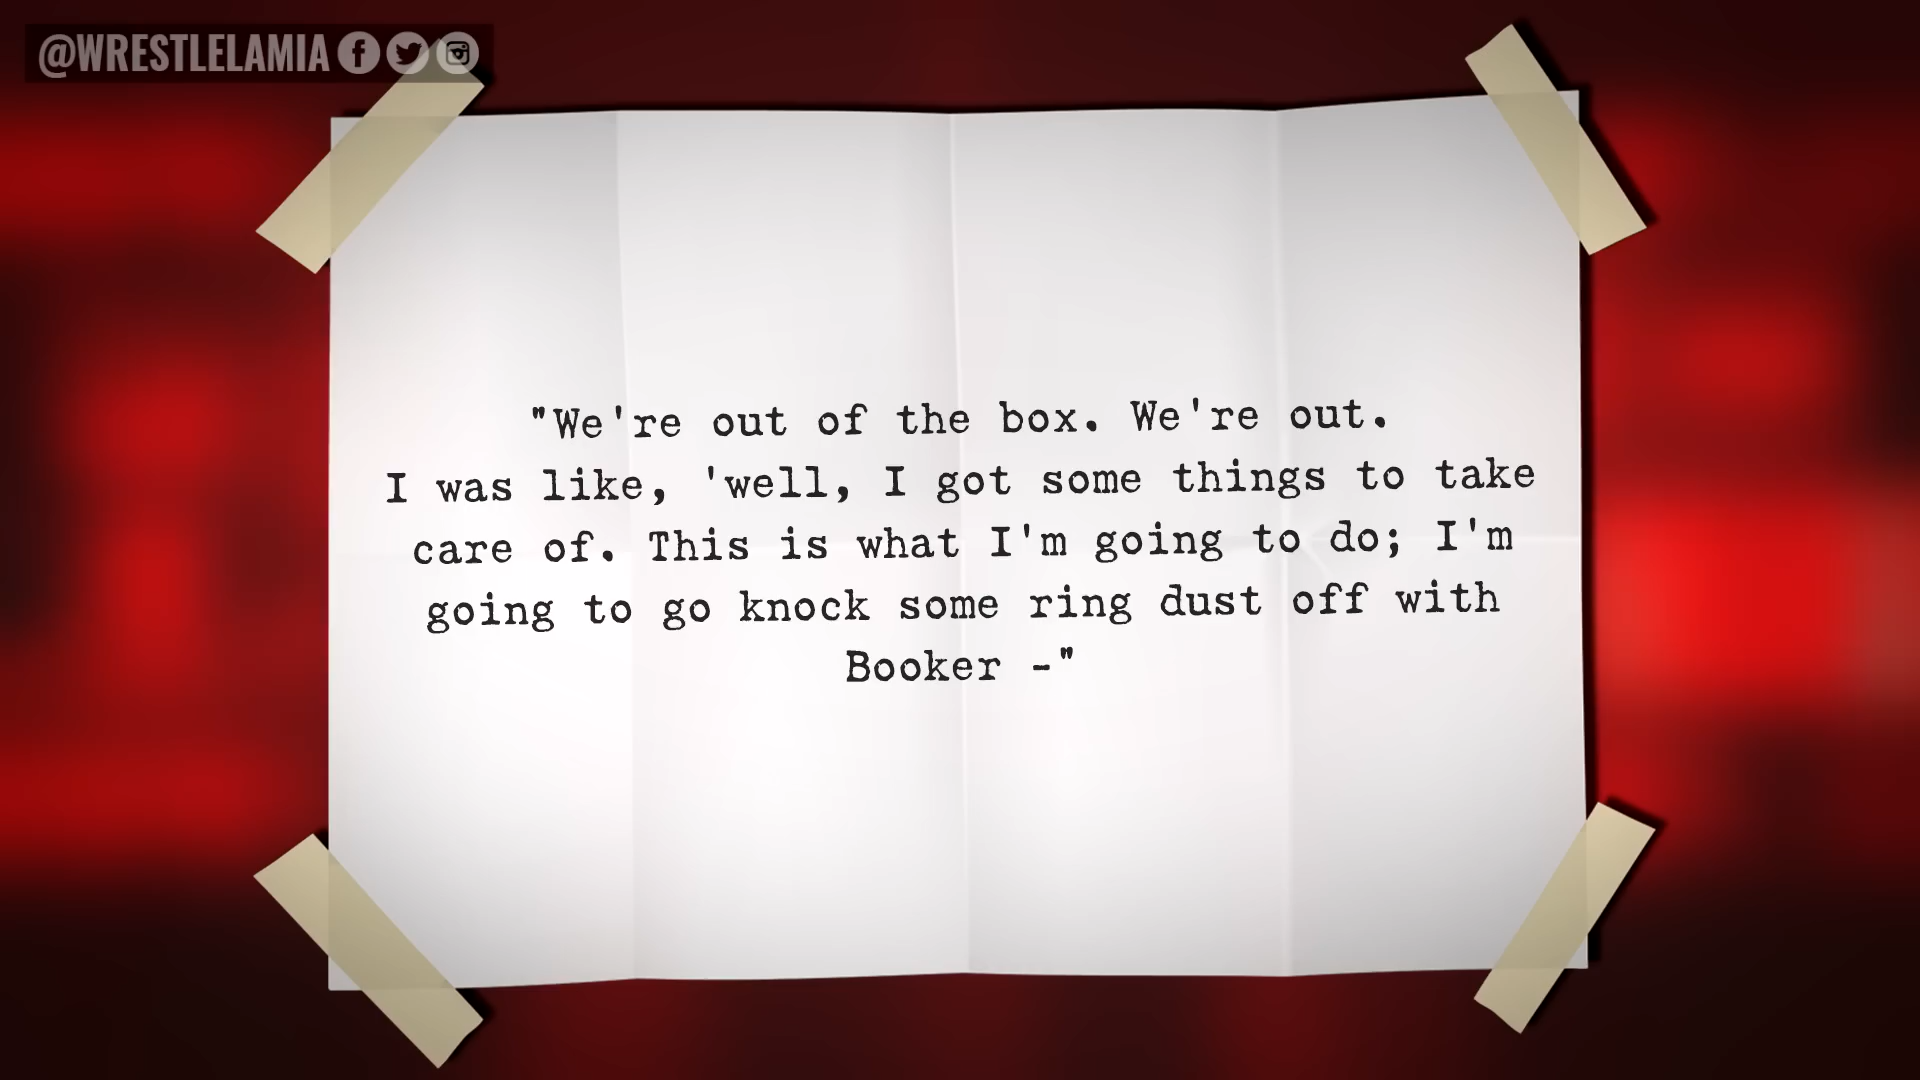 @WRESTLELAMIA
"We're out of the box. We're out.
I was like, 'well, I got some things to take
care of. This is what I'm going to do; I'm
going to go knock some ring dust off with
Booker -"